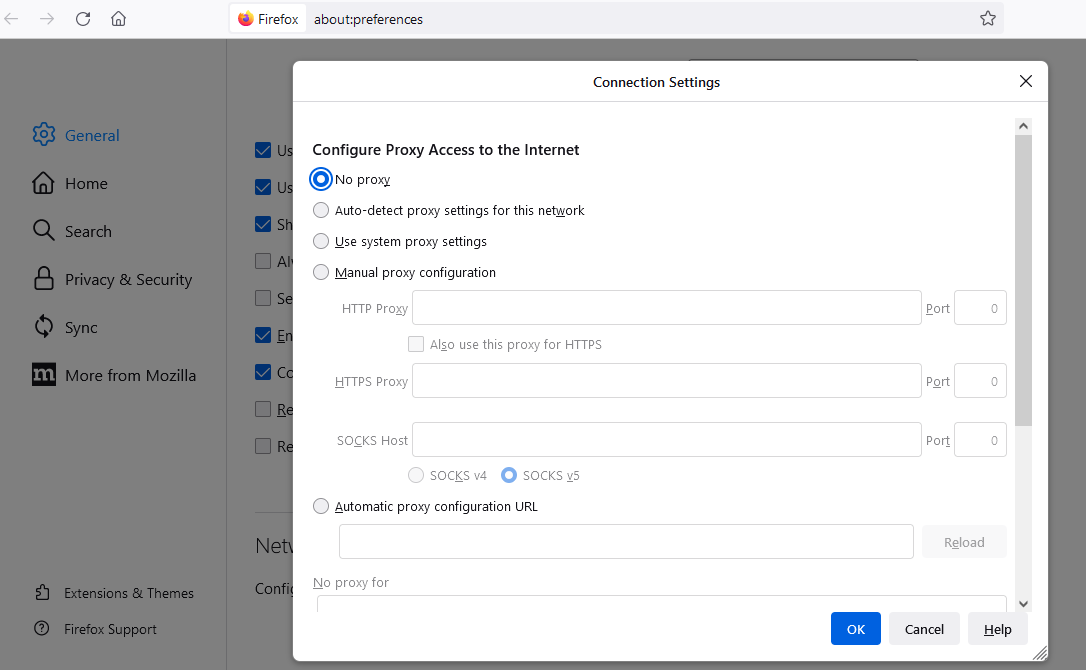 Firefox about:preferences
Connection Settings
General
Home
Search
Privacy & Security
Sync
More from Mozilla
Extensions & Themes
Firefox Support
Us
Us
Sh
Se
En
Co
Re
Re
Configure Proxy Access to the Internet
No proxy
Auto-detect proxy settings for this network
Use system proxy settings
Manual proxy configuration
HTTP Proxy Port 0
Also use this proxy for HTTPS
HTTPS Proxy Port 0
SOCKS Host Port 0
SOCKS v4 SOCKS v5
Automatic proxy configuration URL
Reload
No proxy for
OK Cancel Help